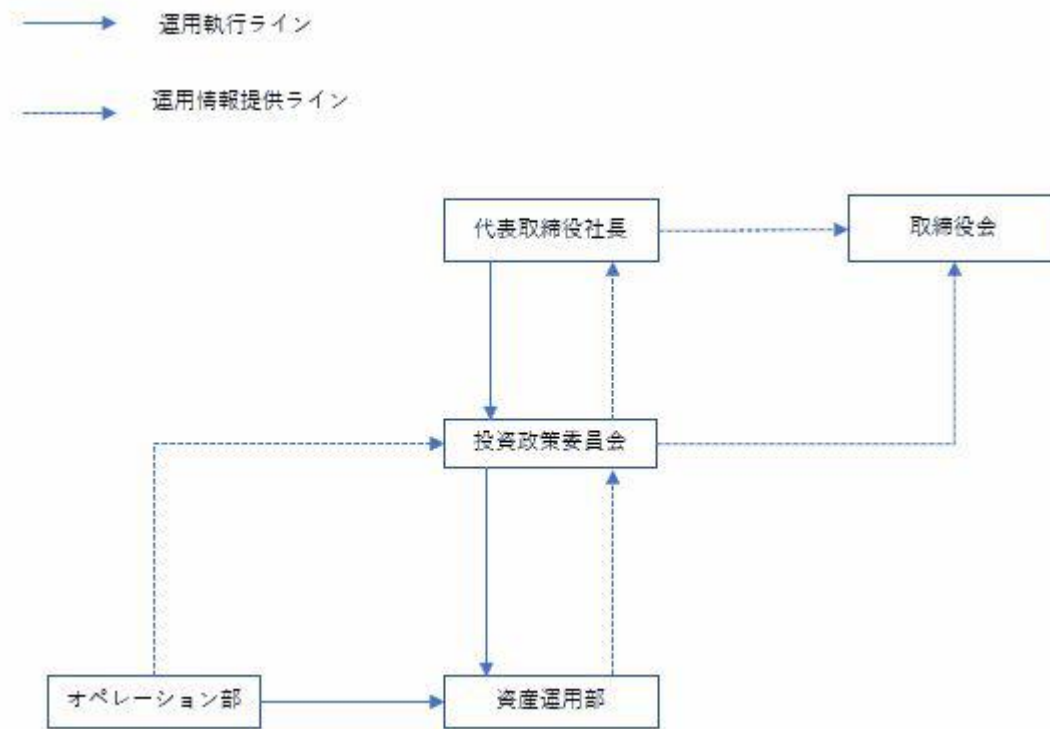 運用執行ライン
運用情報提供ライン
代表取締役社長
取締役会
投資政策委員会
オペレーション部
資産運用部